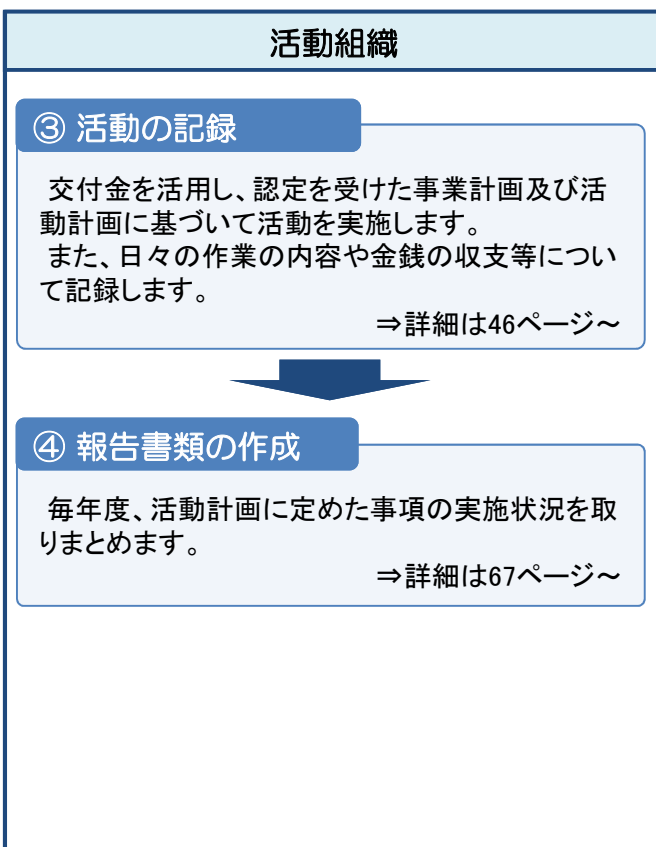 活動組織
③ 活動の記録
交付金を活用し、認定を受けた事業計画及び活
動計画に基づいて活動を実施します。
また、日々の作業の内容や金銭の収支等につい
て記録します。
⇒詳細は46ページ～
④ 報告書類の作成
毎年度、活動計画に定めた事項の実施状況を取
りまとめます。
⇒詳細は67ページ～